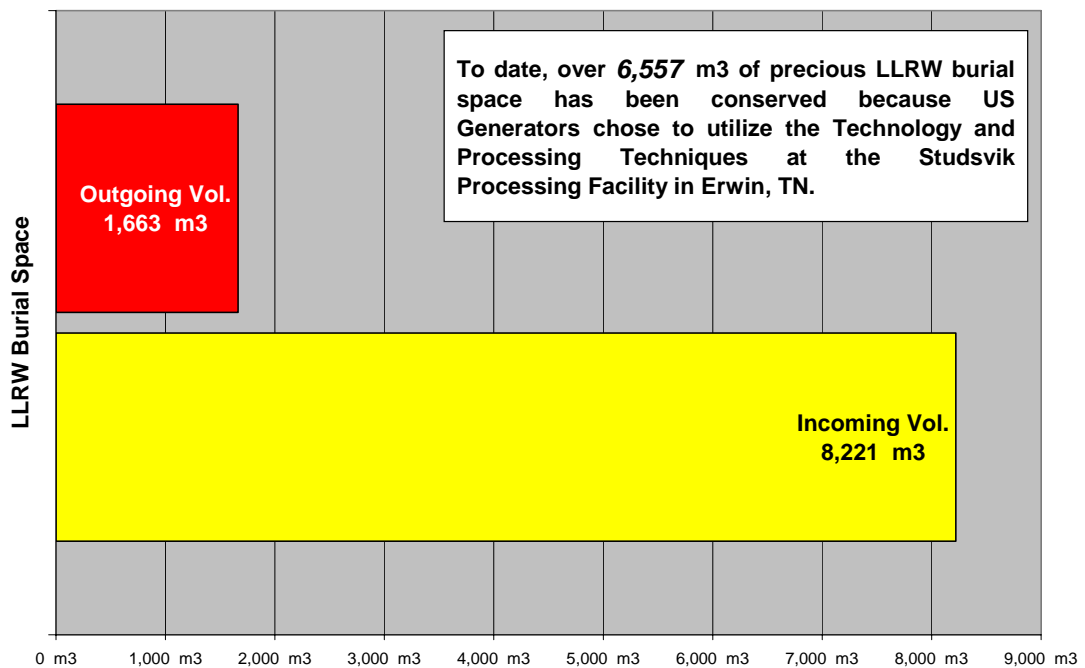 To date, over 6,557 m3 of precious LLRW burial
space has been conserved because US
Generators chose to utilize the Technology and
Processing Techniques at the Studsvik
Processing Facility in Erwin, TN.
Outgoing Vol.
1,663 m3
LLRW Burial Space
Incoming Vol.
8,221 m3
0 m3 1,000 m3 2,000 m3 3,000 m3 4,000 m3 5,000 m3 6,000 m3 7,000 m3 8,000 m3 9,000 m3